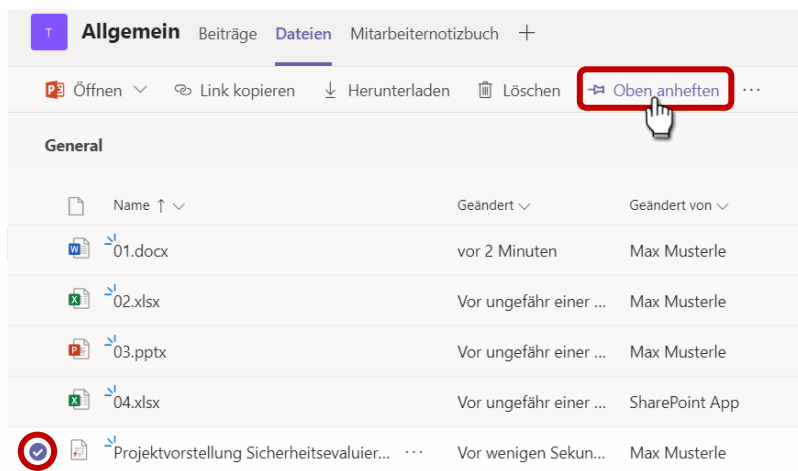 T Allgemein Beiträge Dateien Mitarbeiternotizbuch +
Öffnen Link kopieren Herunterladen Löschen Oben anheften ...
General
Name ↑ Geändert Geändert von
01.docx vor 2 Minuten Max Musterle
02.xlsx Vor ungefähr einer ... Max Musterle
03.pptx Vor ungefähr einer ... Max Musterle
04.xlsx Vor ungefähr einer ... SharePoint App
Projektvorstellung Sicherheitsevaluier... ... Vor wenigen Sekun... Max Musterle